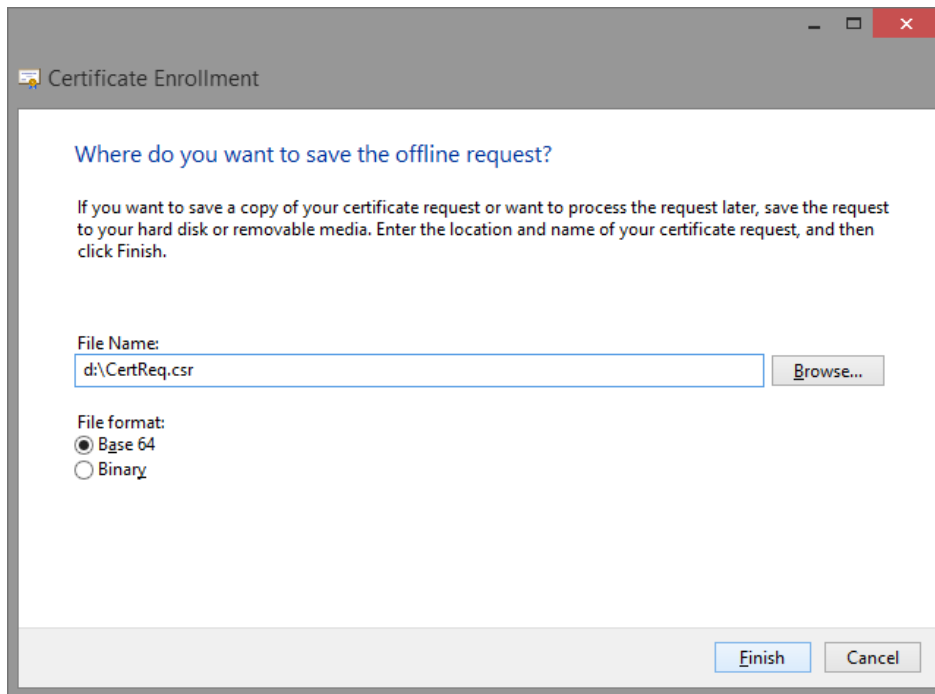 Certificate Enrollment
Where do you want to save the offline request?
If you want to save a copy of your certificate request or want to process the request later, save the request
to your hard disk or removable media. Enter the location and name of your certificate request, and then
click Finish.
File Name:
d:\CertReq.csr
Browse...
File format:
Base 64
Binary
Finish
Cancel